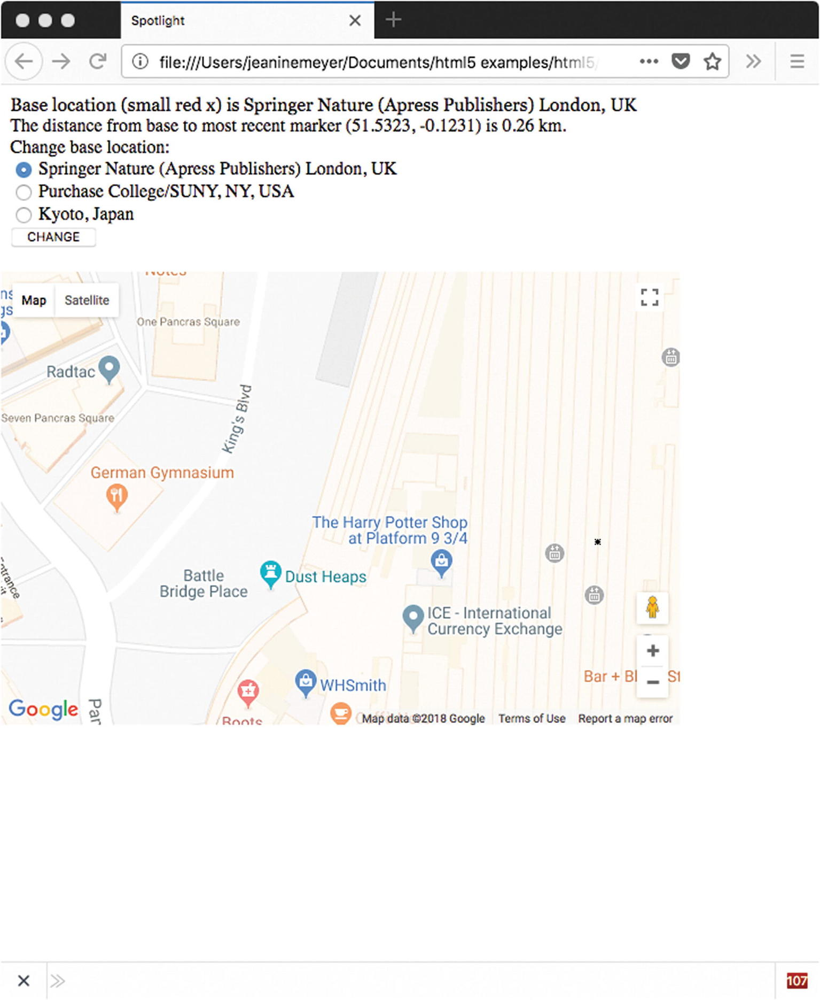 Spotlight
file:///Users/jeaninemeyer/Documents/html5 examples/html5/
Base location (small red x) is Springer Nature (Apress Publishers) London, UK
The distance from base to most recent marker (51.5323, -0.1231) is 0.26 km.
Change base location:
Springer Nature (Apress Publishers) London, UK
Purchase College/SUNY, NY, USA
Kyoto, Japan
CHANGE
Notes
Map
Satellite
One Pancras Square
Radtac
King's Blvd
Seven Pancras Square
German Gymnasium
The Harry Potter Shop
at Platform 9 3/4
Battle
Bridge Place
Dust Heaps
ICE - International
Currency Exchange
WHSmith
Bar + Bl
St
Google
Par
Boots
Map data ©2018 Google
Terms of Use
Report a map error
107